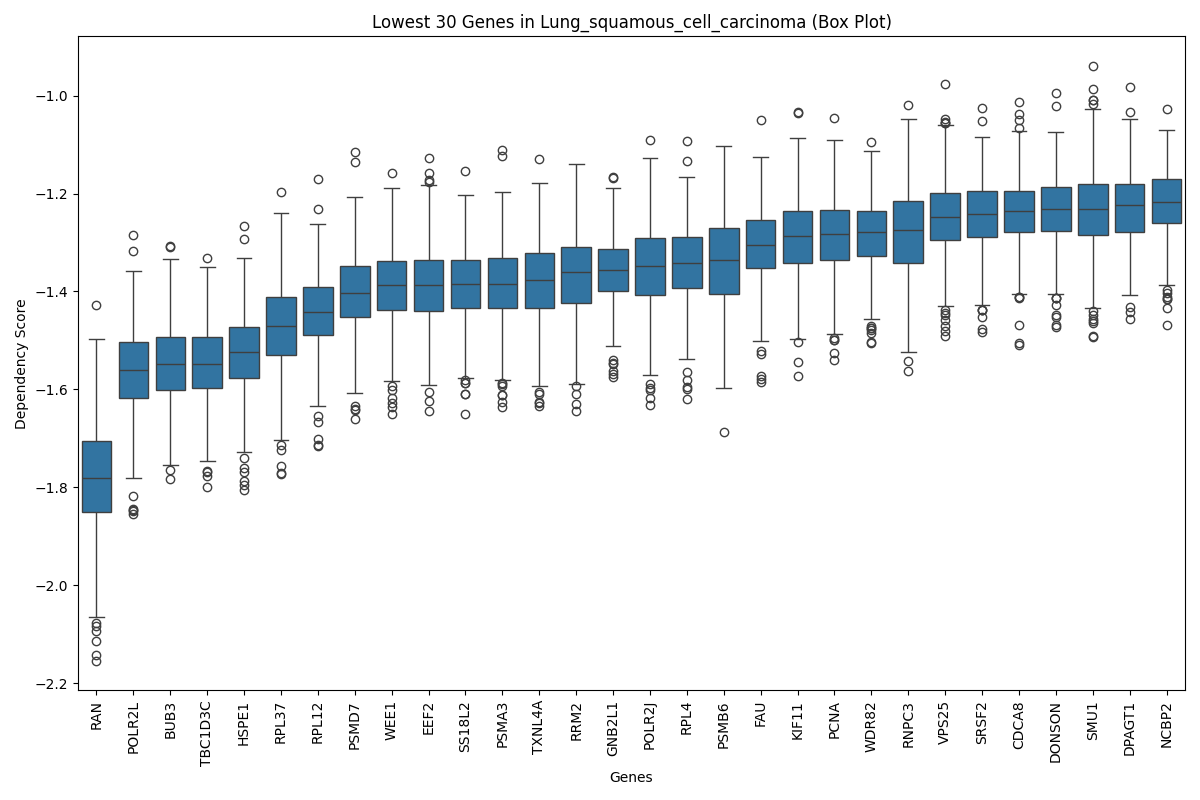 Lowest 30 Genes in Lung_squamous_cell_carcinoma (Box Plot)
Dependency Score
−1.0
−1.2
−1.4
−1.6
−1.8
−2.0
−2.2
RAN
POLR2L
BUB3
TBC1D3C
HSPE1
RPL37
RPL12
PSMD7
WEE1
EEF2
SS18L2
PSMA3
TXNL4A
RRM2
GNB2L1
POLR2J
RPL4
PSMB6
FAU
KIF11
PCNA
WDR82
RNPC3
VPS25
SRSF2
CDCA8
DONSON
SMU1
DPAGT1
NCBP2
Genes